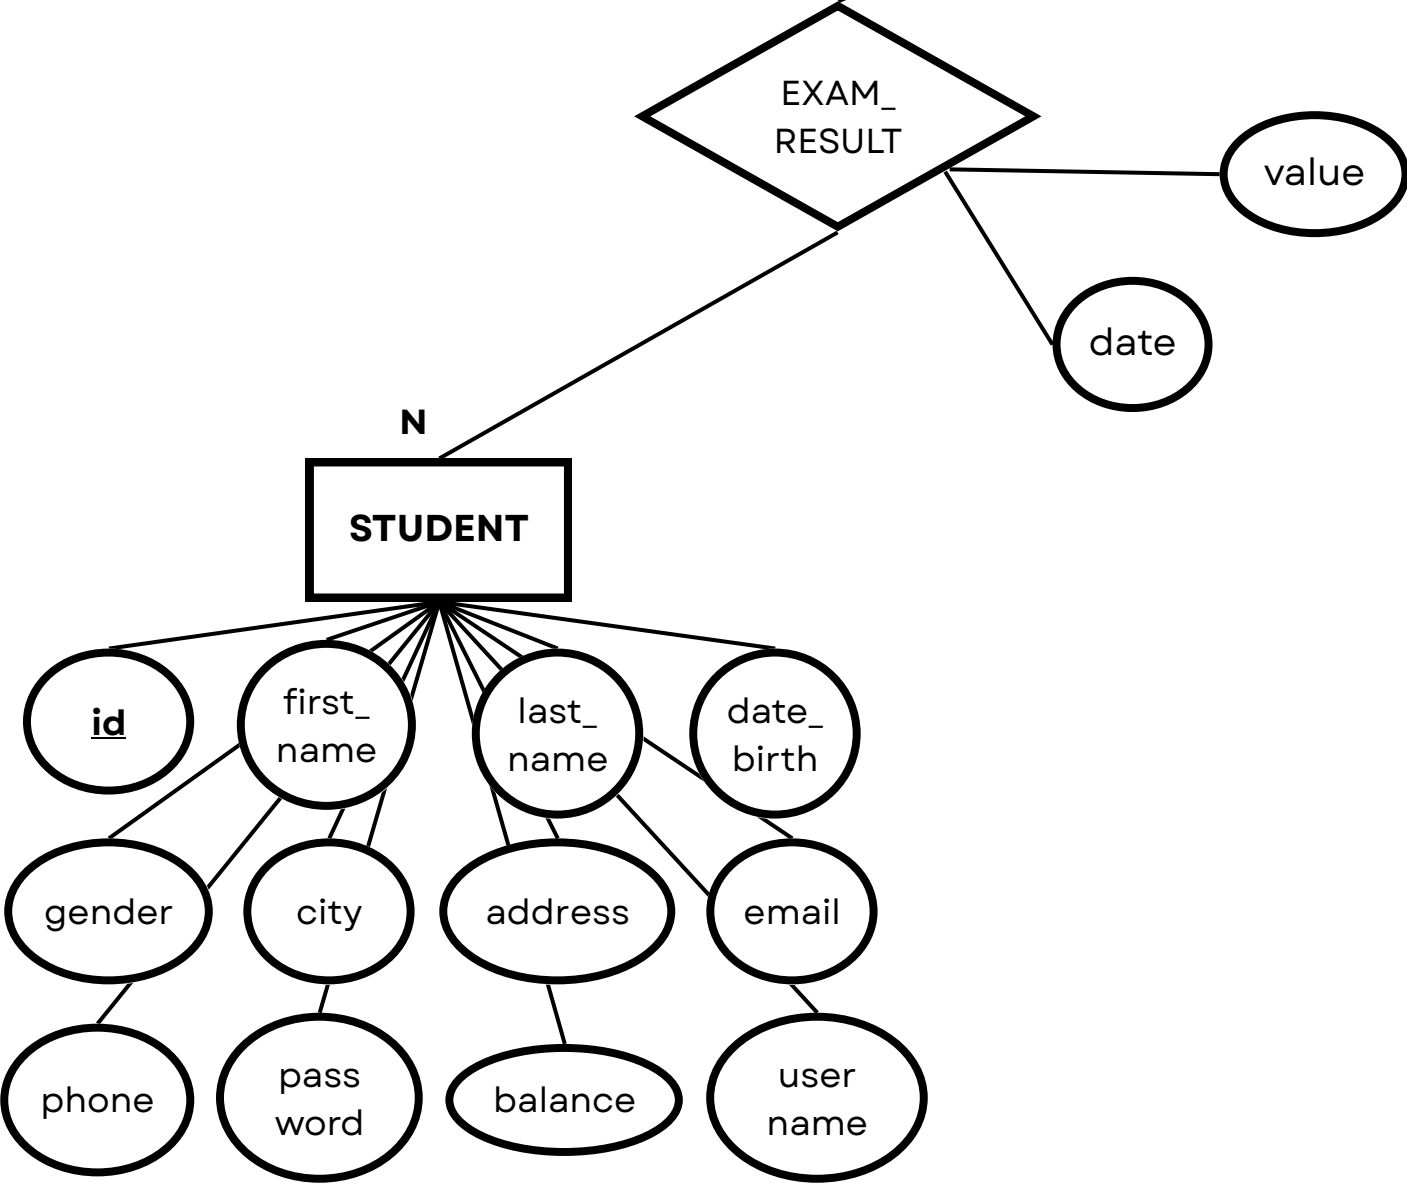 EXAM_
RESULT
value
date
N
STUDENT
id
first_
name
last_
name
date_
birth
gender
city
address
email
phone
pass
word
balance
user
name